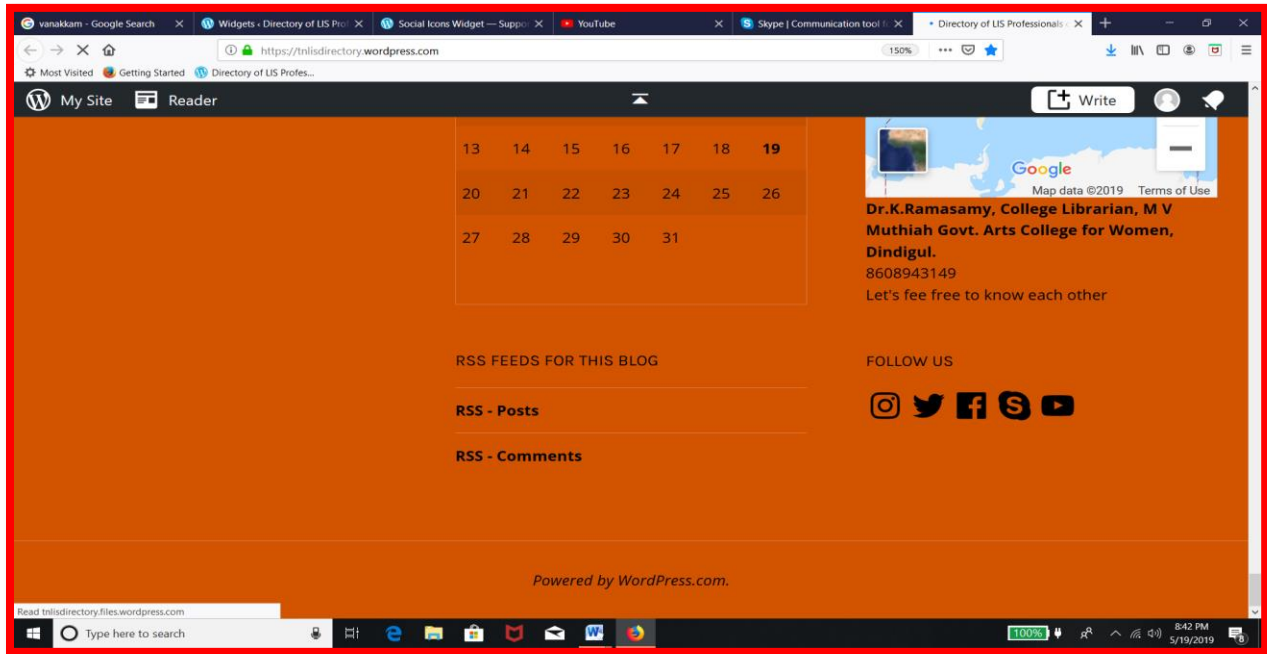 vanakkam - Google Search
Widgets ‹ Directory of LIS Prof
Social Icons Widget — Suppor
YouTube
Skype | Communication tool f
Directory of LIS Professionals
https://tnlisdirectory.wordpress.com
150%
Most Visited Getting Started Directory of LIS Profes...
My Site Reader Write
13 14 15 16 17 18 19
20 21 22 23 24 25 26
27 28 29 30 31
RSS FEEDS FOR THIS BLOG
RSS - Posts
RSS - Comments
Google
Map data ©2019 Terms of Use
Dr.K.Ramasamy, College Librarian, M V
Muthiah Govt. Arts College for Women,
Dindigul.
8608943149
Let's fee free to know each other
FOLLOW US
Powered by WordPress.com.
Read tnlisdirectory.files.wordpress.com
Type here to search
100%
8:42 PM
5/19/2019
8